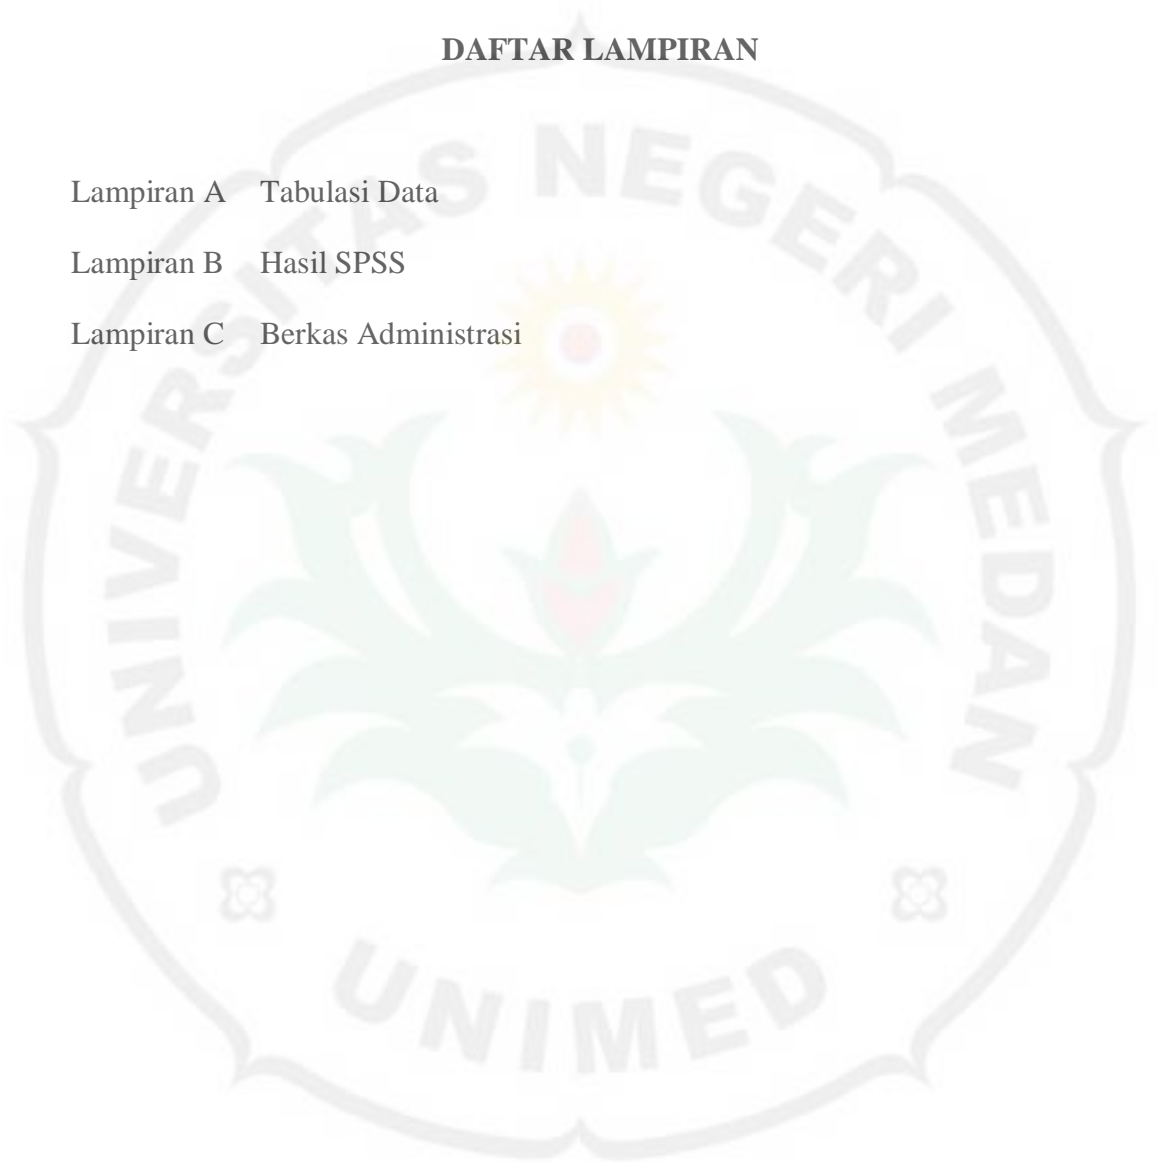 DAFTAR LAMPIRAN
Lampiran A Tabulasi Data
Lampiran B Hasil SPSS
Lampiran C Berkas Administrasi
UNIVERSITAS NEGERI MEDAN
UNIMED